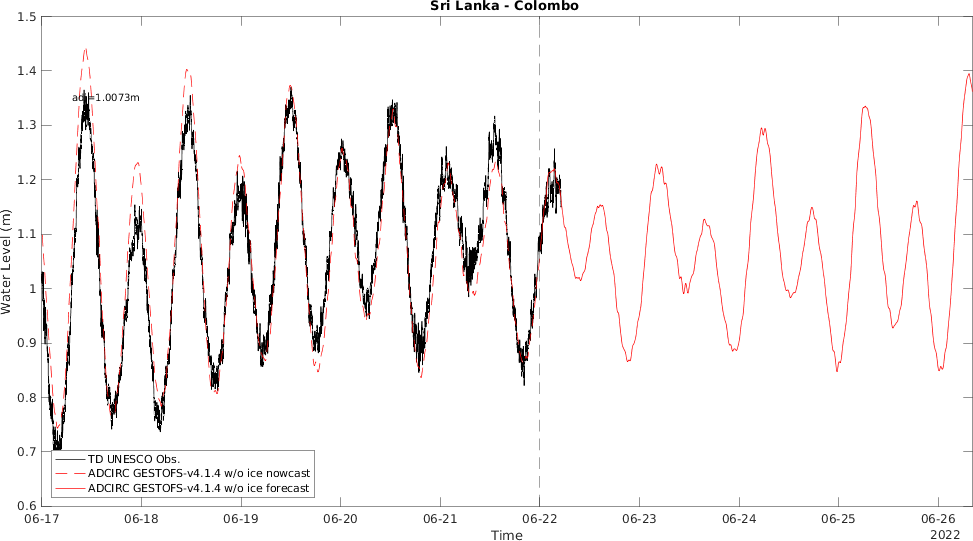 Sri Lanka - Colombo
1.5
1.4
1.3
1.2
1.1
1
0.9
0.8
0.7
0.6
Water Level (m)
adj=1.0073m
TD UNESCO Obs.
ADCIRC GESTOFS-v4.1.4 w/o ice nowcast
ADCIRC GESTOFS-v4.1.4 w/o ice forecast
06-17 06-18 06-19 06-20 06-21 06-22 06-23 06-24 06-25 06-26
Time
2022